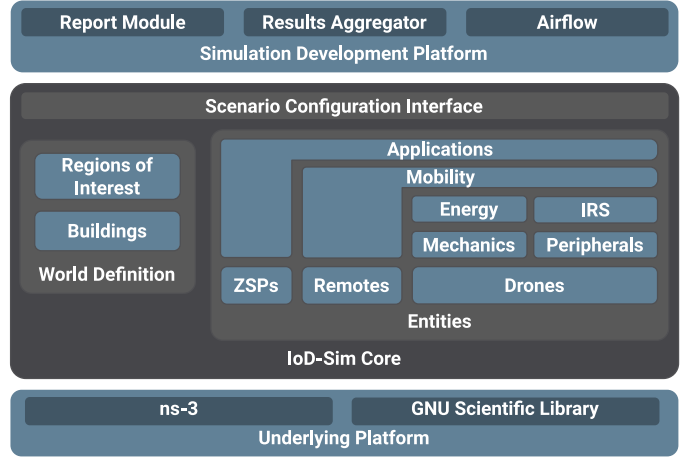 Report Module
Results Aggregator
Airflow
Simulation Development Platform
Scenario Configuration Interface
Regions of
Interest
Buildings
World Definition
Applications
Mobility
Energy
IRS
Mechanics
Peripherals
ZSPs
Remotes
Drones
Entities
IoD-Sim Core
ns-3
GNU Scientific Library
Underlying Platform